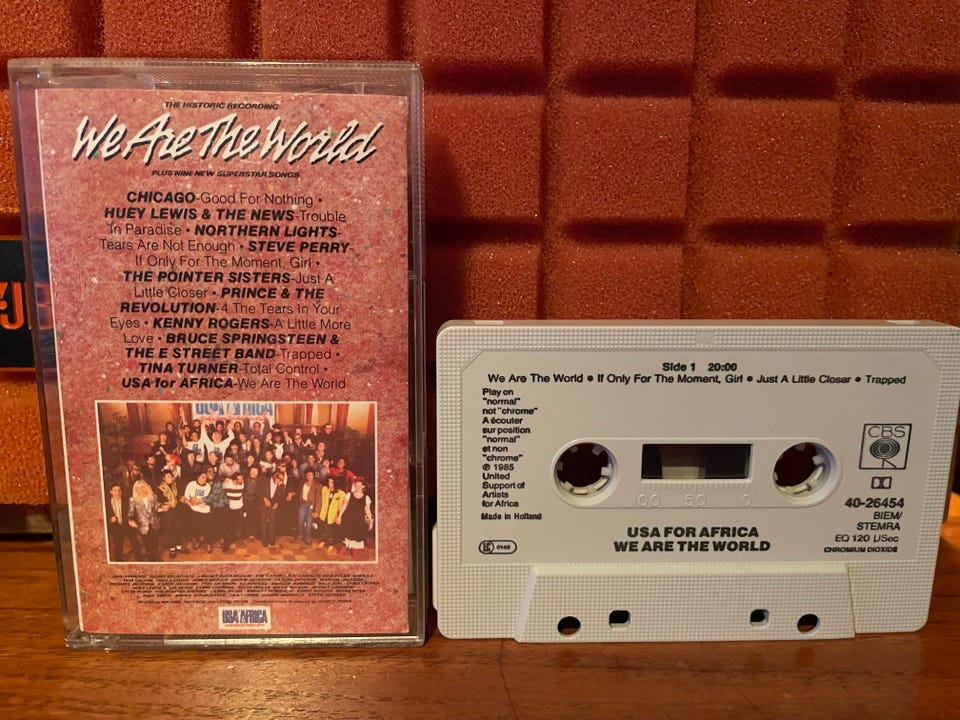 THE HISTORIC RECORDING
We Are The World
PLUS NINE NEW SUPERSTAR SONGS
CHICAGO-Good For Nothing •
HUEY LEWIS & THE NEWS-Trouble
In Paradise • NORTHERN LIGHTS-
Tears Are Not Enough • STEVE PERRY-
If Only For The Moment, Girl •
THE POINTER SISTERS-Just A
Little Closer • PRINCE & THE
REVOLUTION-4 The Tears In Your
Eyes • KENNY ROGERS-A Little More
Love • BRUCE SPRINGSTEEN &
THE E STREET BAND-Trapped •
TINA TURNER-Total Control •
USA for AFRICA-We Are The World
USA for AFRICA
Side 1 20:00
We Are The World • If Only For The Moment, Girl • Just A Little Closer • Trapped
Play on
"normal"
not "chrome"
A écouter
sur position
"normal"
et non
"chrome"
℗ 1985
United
Support of
Artists
for Africa
Made in Holland
100 50 0
CBS
40-26454
BIEM/
STEMRA
EQ 120 µSec
CHROMIUM DIOXIDE
USA FOR AFRICA
WE ARE THE WORLD